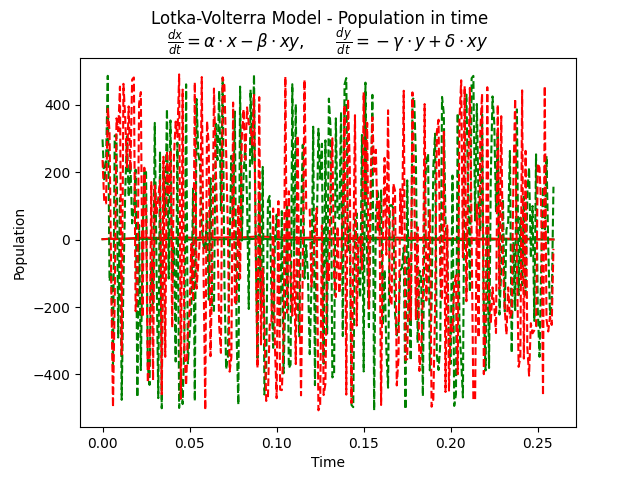 Lotka-Volterra Model - Population in time
dx/dt = α · x − β · xy, dy/dt = − γ · y + δ · xy
400
200
0
−200
−400
Population
0.00 0.05 0.10 0.15 0.20 0.25
Time